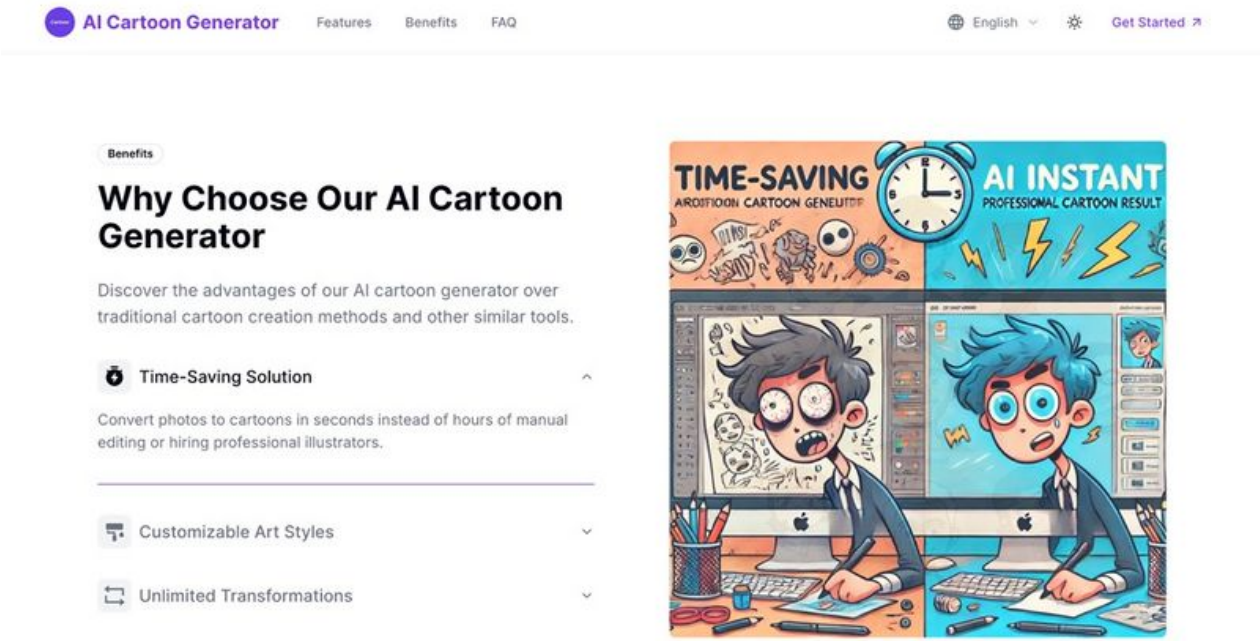 Cartoon
AI Cartoon Generator
Features
Benefits
FAQ
English
Get Started
Benefits
Why Choose Our AI Cartoon
Generator
Discover the advantages of our AI cartoon generator over
traditional cartoon creation methods and other similar tools.
Time-Saving Solution
Convert photos to cartoons in seconds instead of hours of manual
editing or hiring professional illustrators.
Customizable Art Styles
Unlimited Transformations
TIME-SAVING
CARTOON
AI INSTANT
PROFESSIONAL CARTOON RESULT